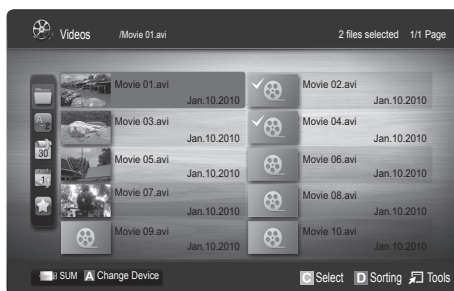 Videos /Movie 01.avi 2 files selected 1/1 Page
Movie 01.avi Movie 02.avi
Jan.10.2010 Jan.10.2010
Movie 03.avi Movie 04.avi
Jan.10.2010 Jan.10.2010
Movie 05.avi Movie 06.avi
Jan.10.2010 Jan.10.2010
Movie 07.avi Movie 08.avi
Jan.10.2010 Jan.10.2010
Movie 09.avi Movie 10.avi
Jan.10.2010 Jan.10.2010
A
Z
30
1
SUM A Change Device C Select D Sorting Tools